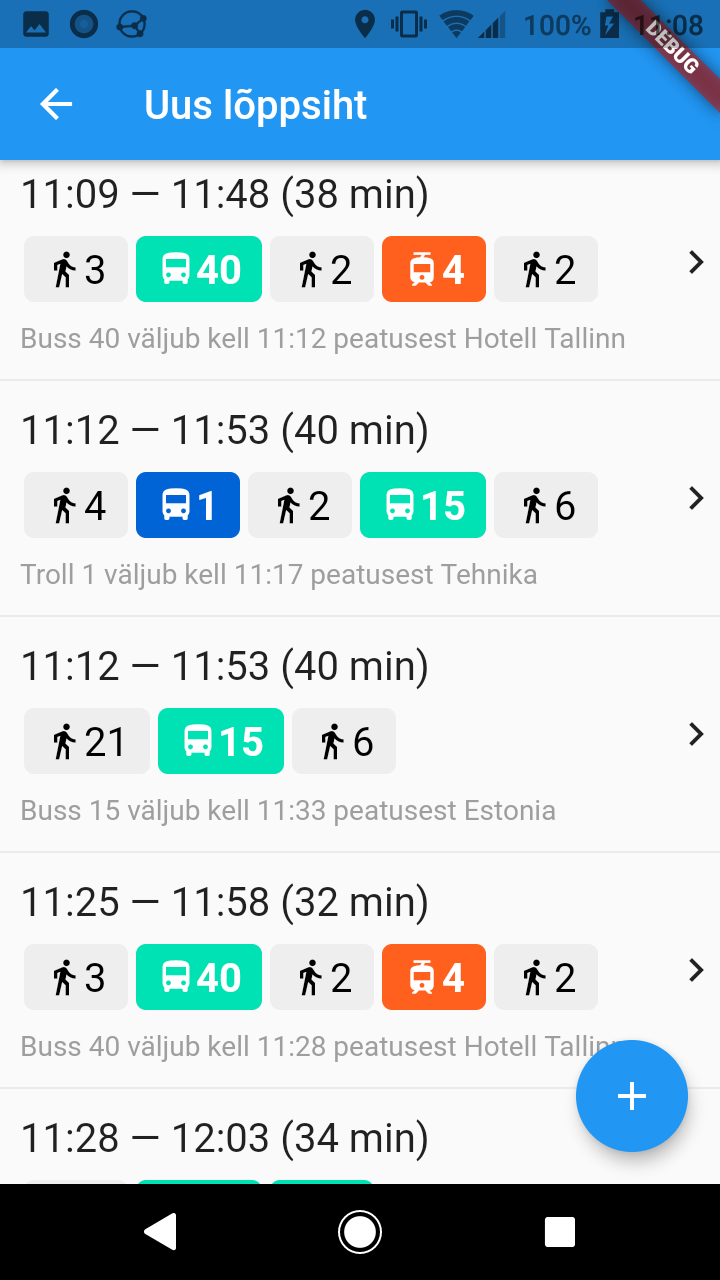 100% 11:08
DEBUG
Uus lõppsiht
11:09 — 11:48 (38 min)
3 40 2 4 2
Buss 40 väljub kell 11:12 peatusest Hotell Tallinn
11:12 — 11:53 (40 min)
4 1 2 15 6
Troll 1 väljub kell 11:17 peatusest Tehnika
11:12 — 11:53 (40 min)
21 15 6
Buss 15 väljub kell 11:33 peatusest Estonia
11:25 — 11:58 (32 min)
3 40 2 4 2
Buss 40 väljub kell 11:28 peatusest Hotell Tallinn
11:28 — 12:03 (34 min)